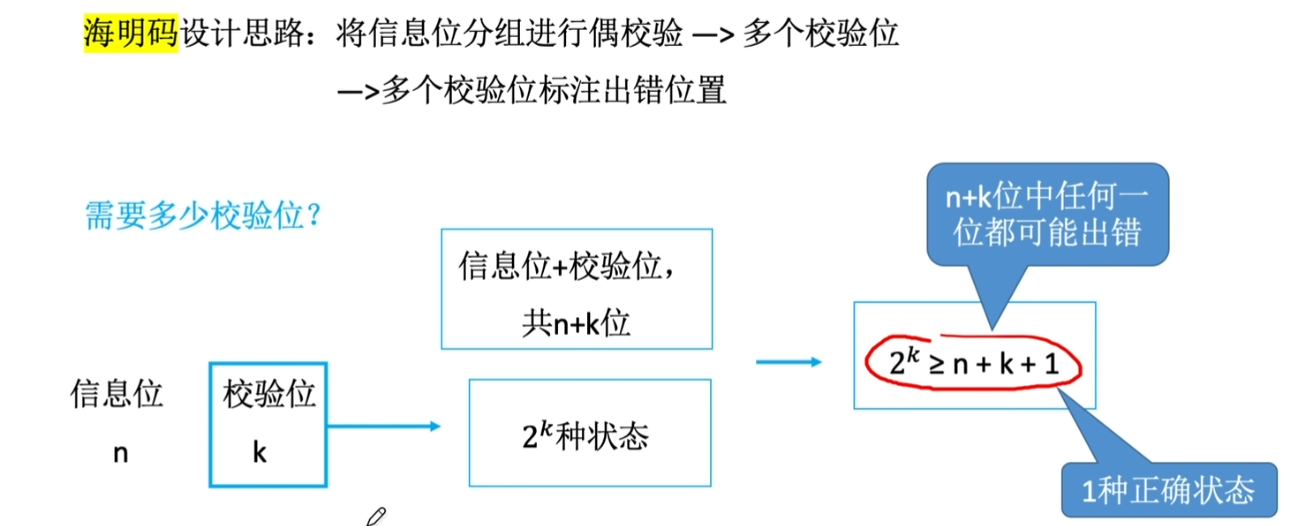 海明码设计思路：将信息位分组进行偶校验 —> 多个校验位
—>多个校验位标注出错位置
需要多少校验位？
信息位+校验位，
共n+k位
n+k位中任何一
位都可能出错
2ᵏ ≥ n + k + 1
信息位
校验位
2ᵏ种状态
n
k
1种正确状态